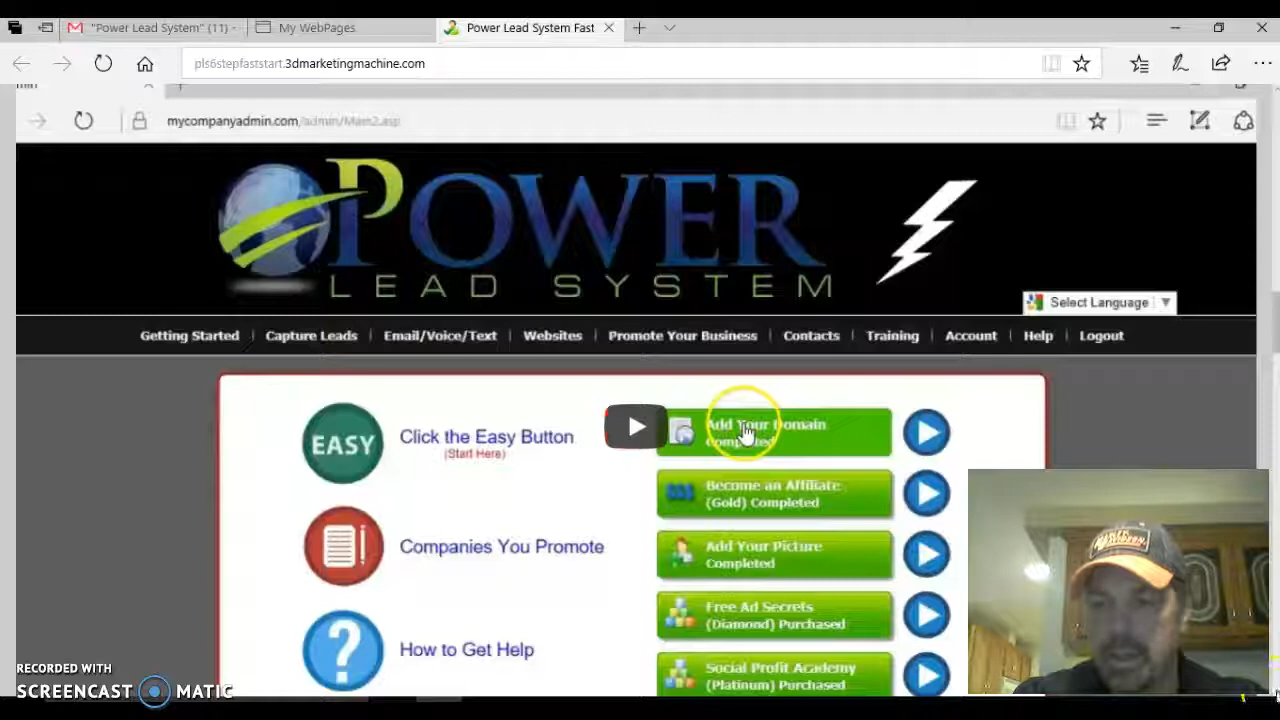 "Power Lead System" (11) -
My WebPages
Power Lead System Fast
pls6stepfaststart.3dmarketingmachine.com
mycompanyadmin.com/admin/Main2.asp
POWER
LEAD SYSTEM
Select Language
Getting Started
Capture Leads
Email/Voice/Text
Websites
Promote Your Business
Contacts
Training
Account
Help
Logout
EASY
Click the Easy Button
(Start Here)
Add Your Domain
Completed
Become an Affiliate
(Gold) Completed
Companies You Promote
Add Your Picture
Completed
Free Ad Secrets
(Diamond) Purchased
How to Get Help
Social Profit Academy
(Platinum) Purchased
RECORDED WITH
SCREENCAST MATIC